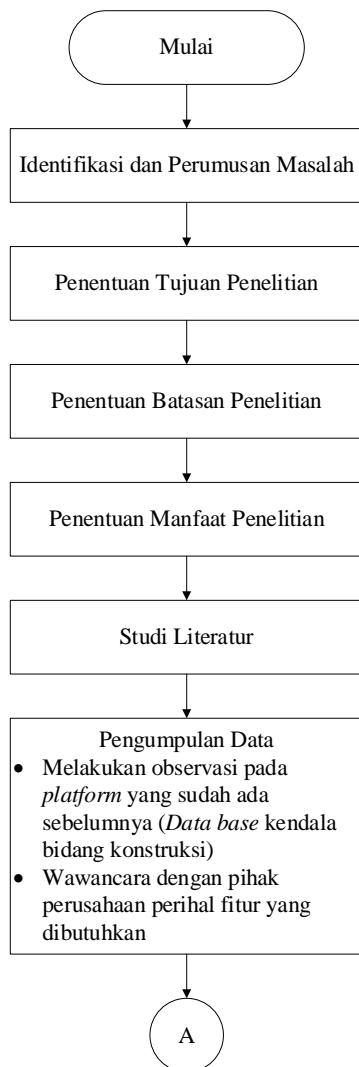 Mulai
Identifikasi dan Perumusan Masalah
Penentuan Tujuan Penelitian
Penentuan Batasan Penelitian
Penentuan Manfaat Penelitian
Studi Literatur
Pengumpulan Data
• Melakukan observasi pada
platform yang sudah ada
sebelumnya (Data base kendala
bidang konstruksi)
• Wawancara dengan pihak
perusahaan perihal fitur yang
dibutuhkan
A